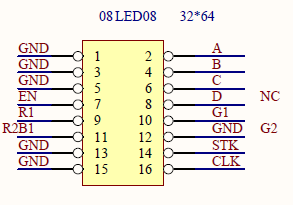 08LED08 32*64
GND 1 2 A
GND 3 4 B
GND 5 6 C
EN 7 8 D NC
R1 9 10 G1
R2B1 11 12 GND G2
GND 13 14 STK
GND 15 16 CLK